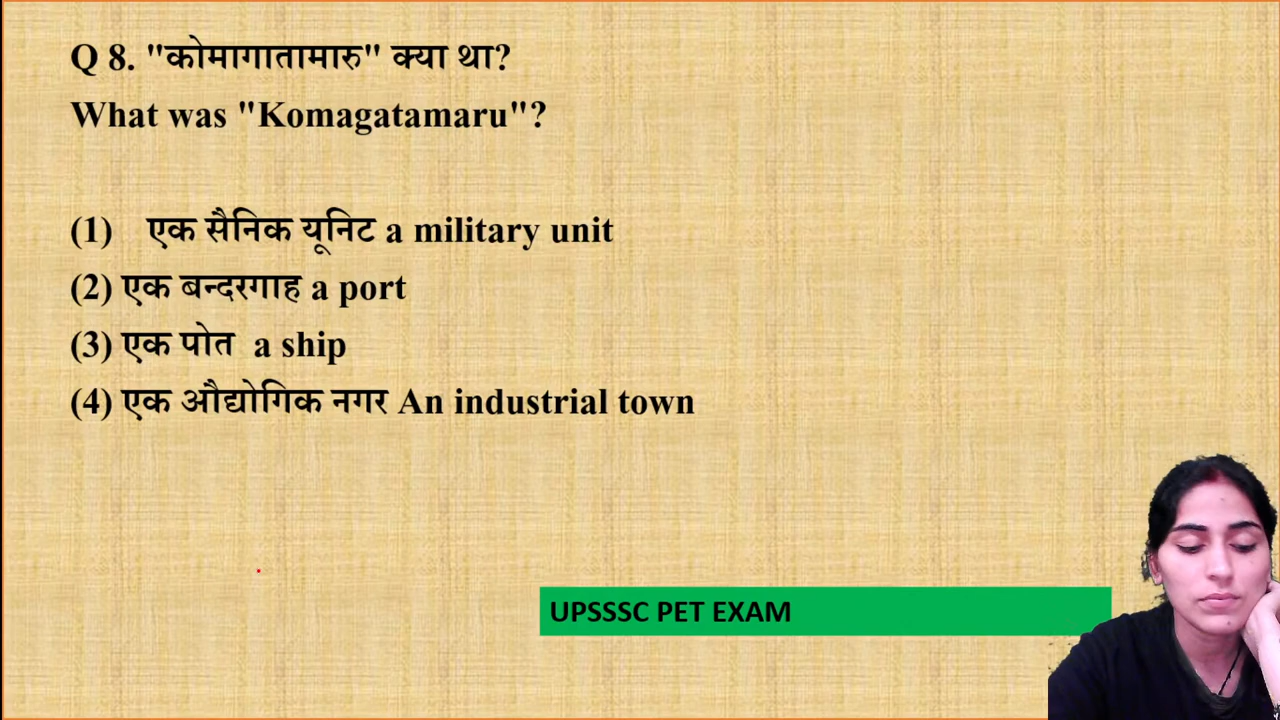 Q 8. "कोमागातामारु" क्या था?
What was "Komagatamaru"?
(1) एक सैनिक यूनिट a military unit
(2) एक बन्दरगाह a port
(3) एक पोत a ship
(4) एक औद्योगिक नगर An industrial town
UPSSSC PET EXAM